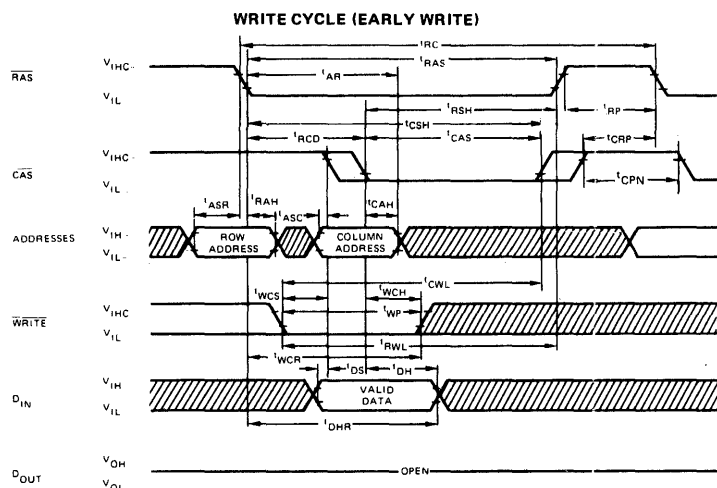 WRITE CYCLE (EARLY WRITE)
tRC
tRAS
tAR
RAS
VIHC
VIL
tRSH
tRP
tCSH
tRCD
tCAS
tCRP
CAS
VIHC
VIL
tCPN
tASR
tRAH
tASC
tCAH
ADDRESSES
VIH
VIL
ROW ADDRESS
COLUMN ADDRESS
tCWL
tWCS
tWCH
WRITE
VIHC
VIL
tWP
tRWL
tWCR
tDS
tDH
DIN
VIH
VIL
VALID DATA
tDHR
DOUT
VOH
VOL
OPEN